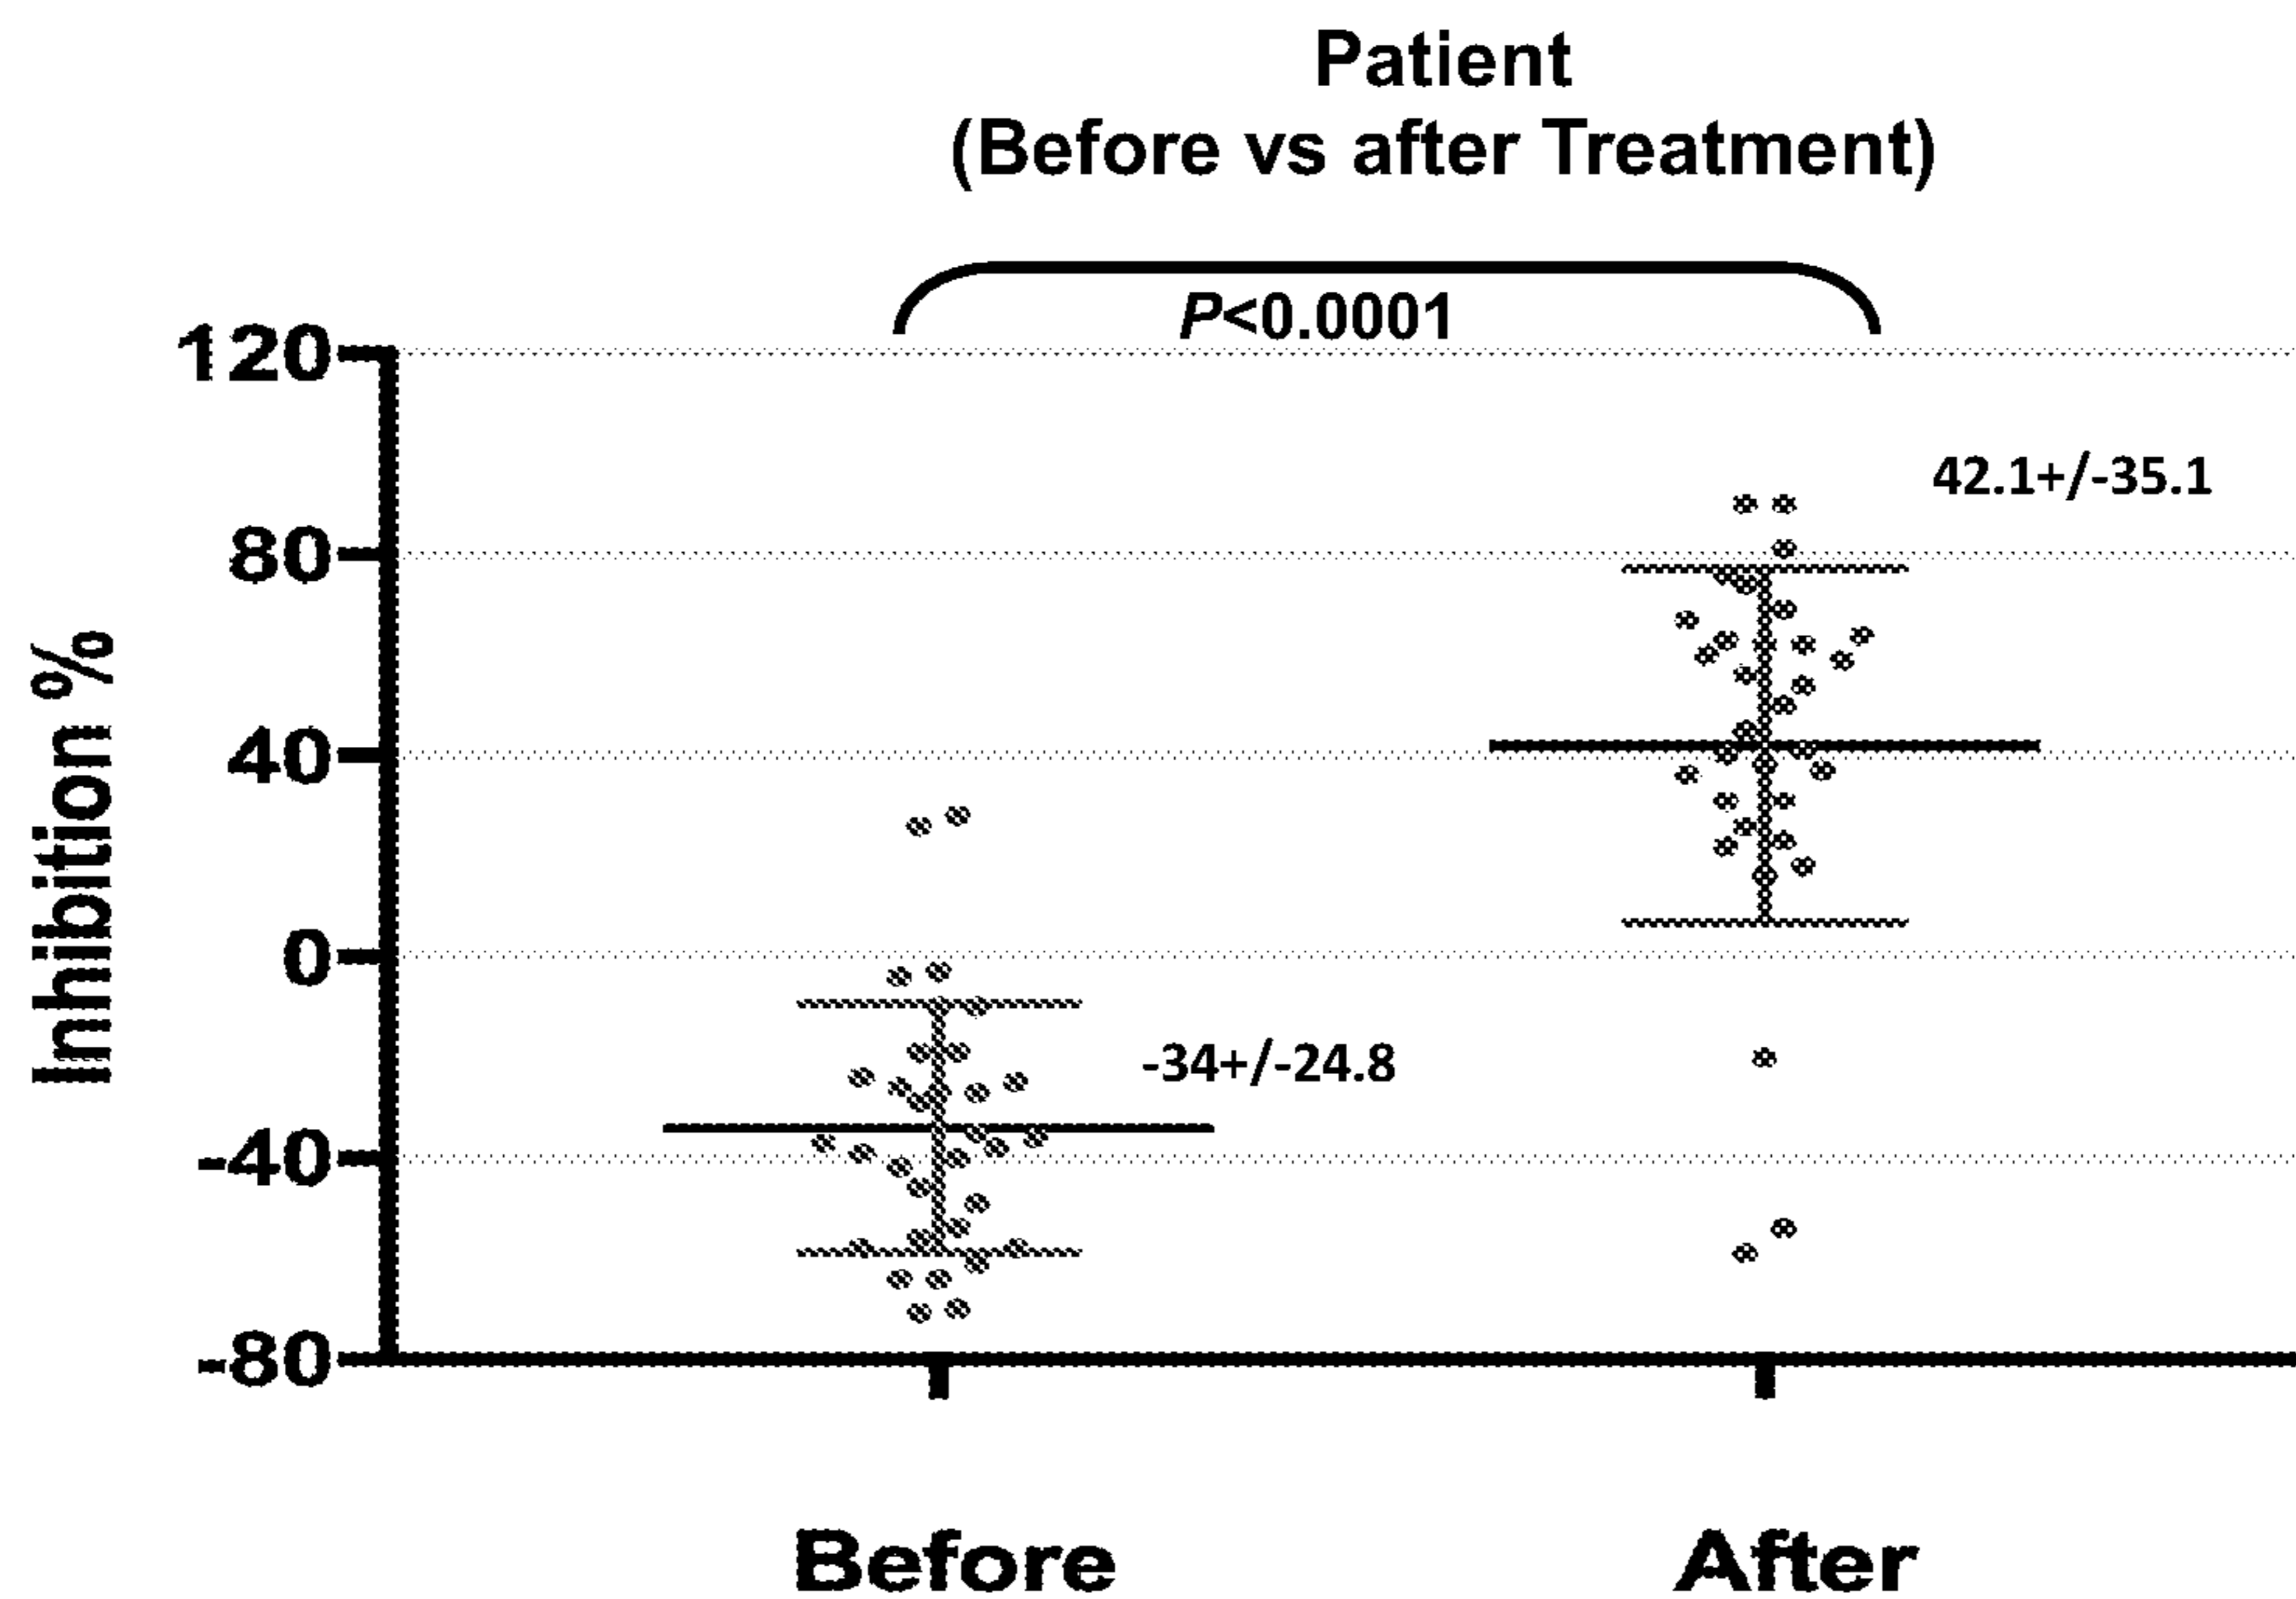 Patient
(Before vs after Treatment)
P<0.0001
120
42.1+/-35.1
80
40
0
-34+/-24.8
-40
-80
Inhibition %
Before After